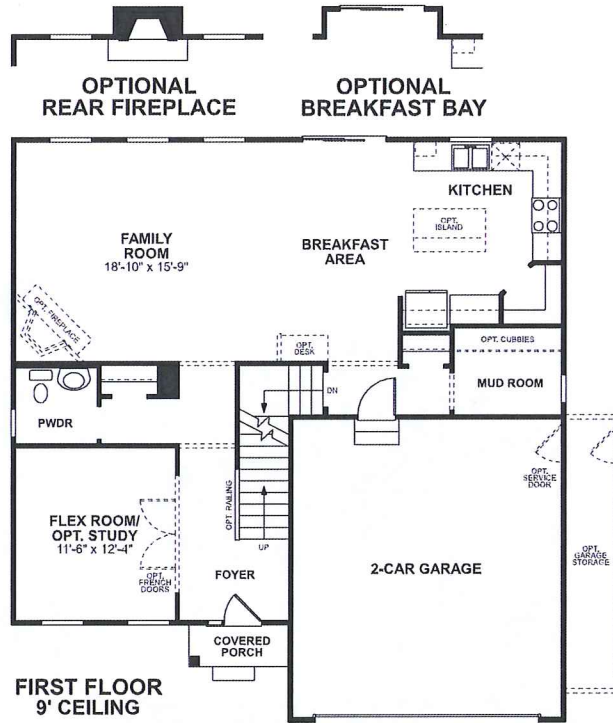 OPTIONAL
REAR FIREPLACE
OPTIONAL
BREAKFAST BAY
KITCHEN
OPT.
ISLAND
FAMILY
ROOM
18'-10" x 15'-9"
BREAKFAST
AREA
OPT. FIREPLACE
OPT.
DESK
OPT. CUBBIES
MUD ROOM
DN
PWDR
OPT.
SERVICE
DOOR
FLEX ROOM/
OPT. STUDY
11'-6" x 12'-4"
OPT RAILING
UP
OPT.
FRENCH
DOORS
FOYER
2-CAR GARAGE
OPT.
GARAGE
STORAGE
COVERED
PORCH
FIRST FLOOR
9' CEILING